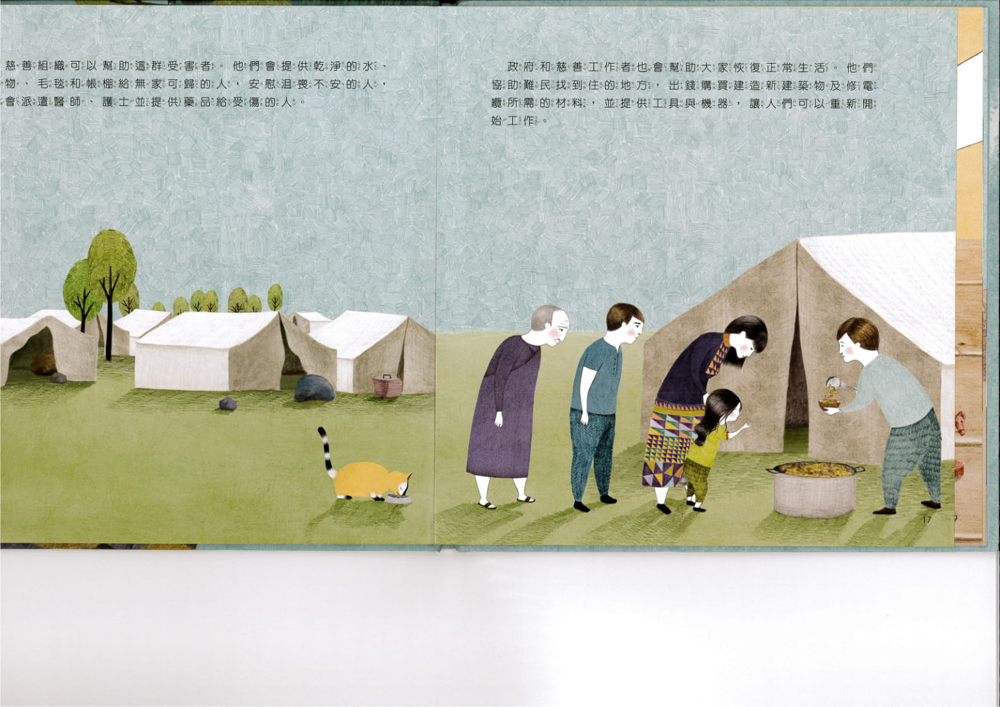 慈善組織可以幫助這群受害者。他們會提供乾淨的水、
物、毛毯和帳棚給無家可歸的人，安慰沮喪不安的人，
會派遣醫師、護士並提供藥品給受傷的人。
政府和慈善工作者也會幫助大家恢復正常生活。他們
協助難民找到住的地方，出錢購買建造新建築物及修電
纜所需的材料，並提供工具與機器，讓人們可以重新開
始工作。
17
9